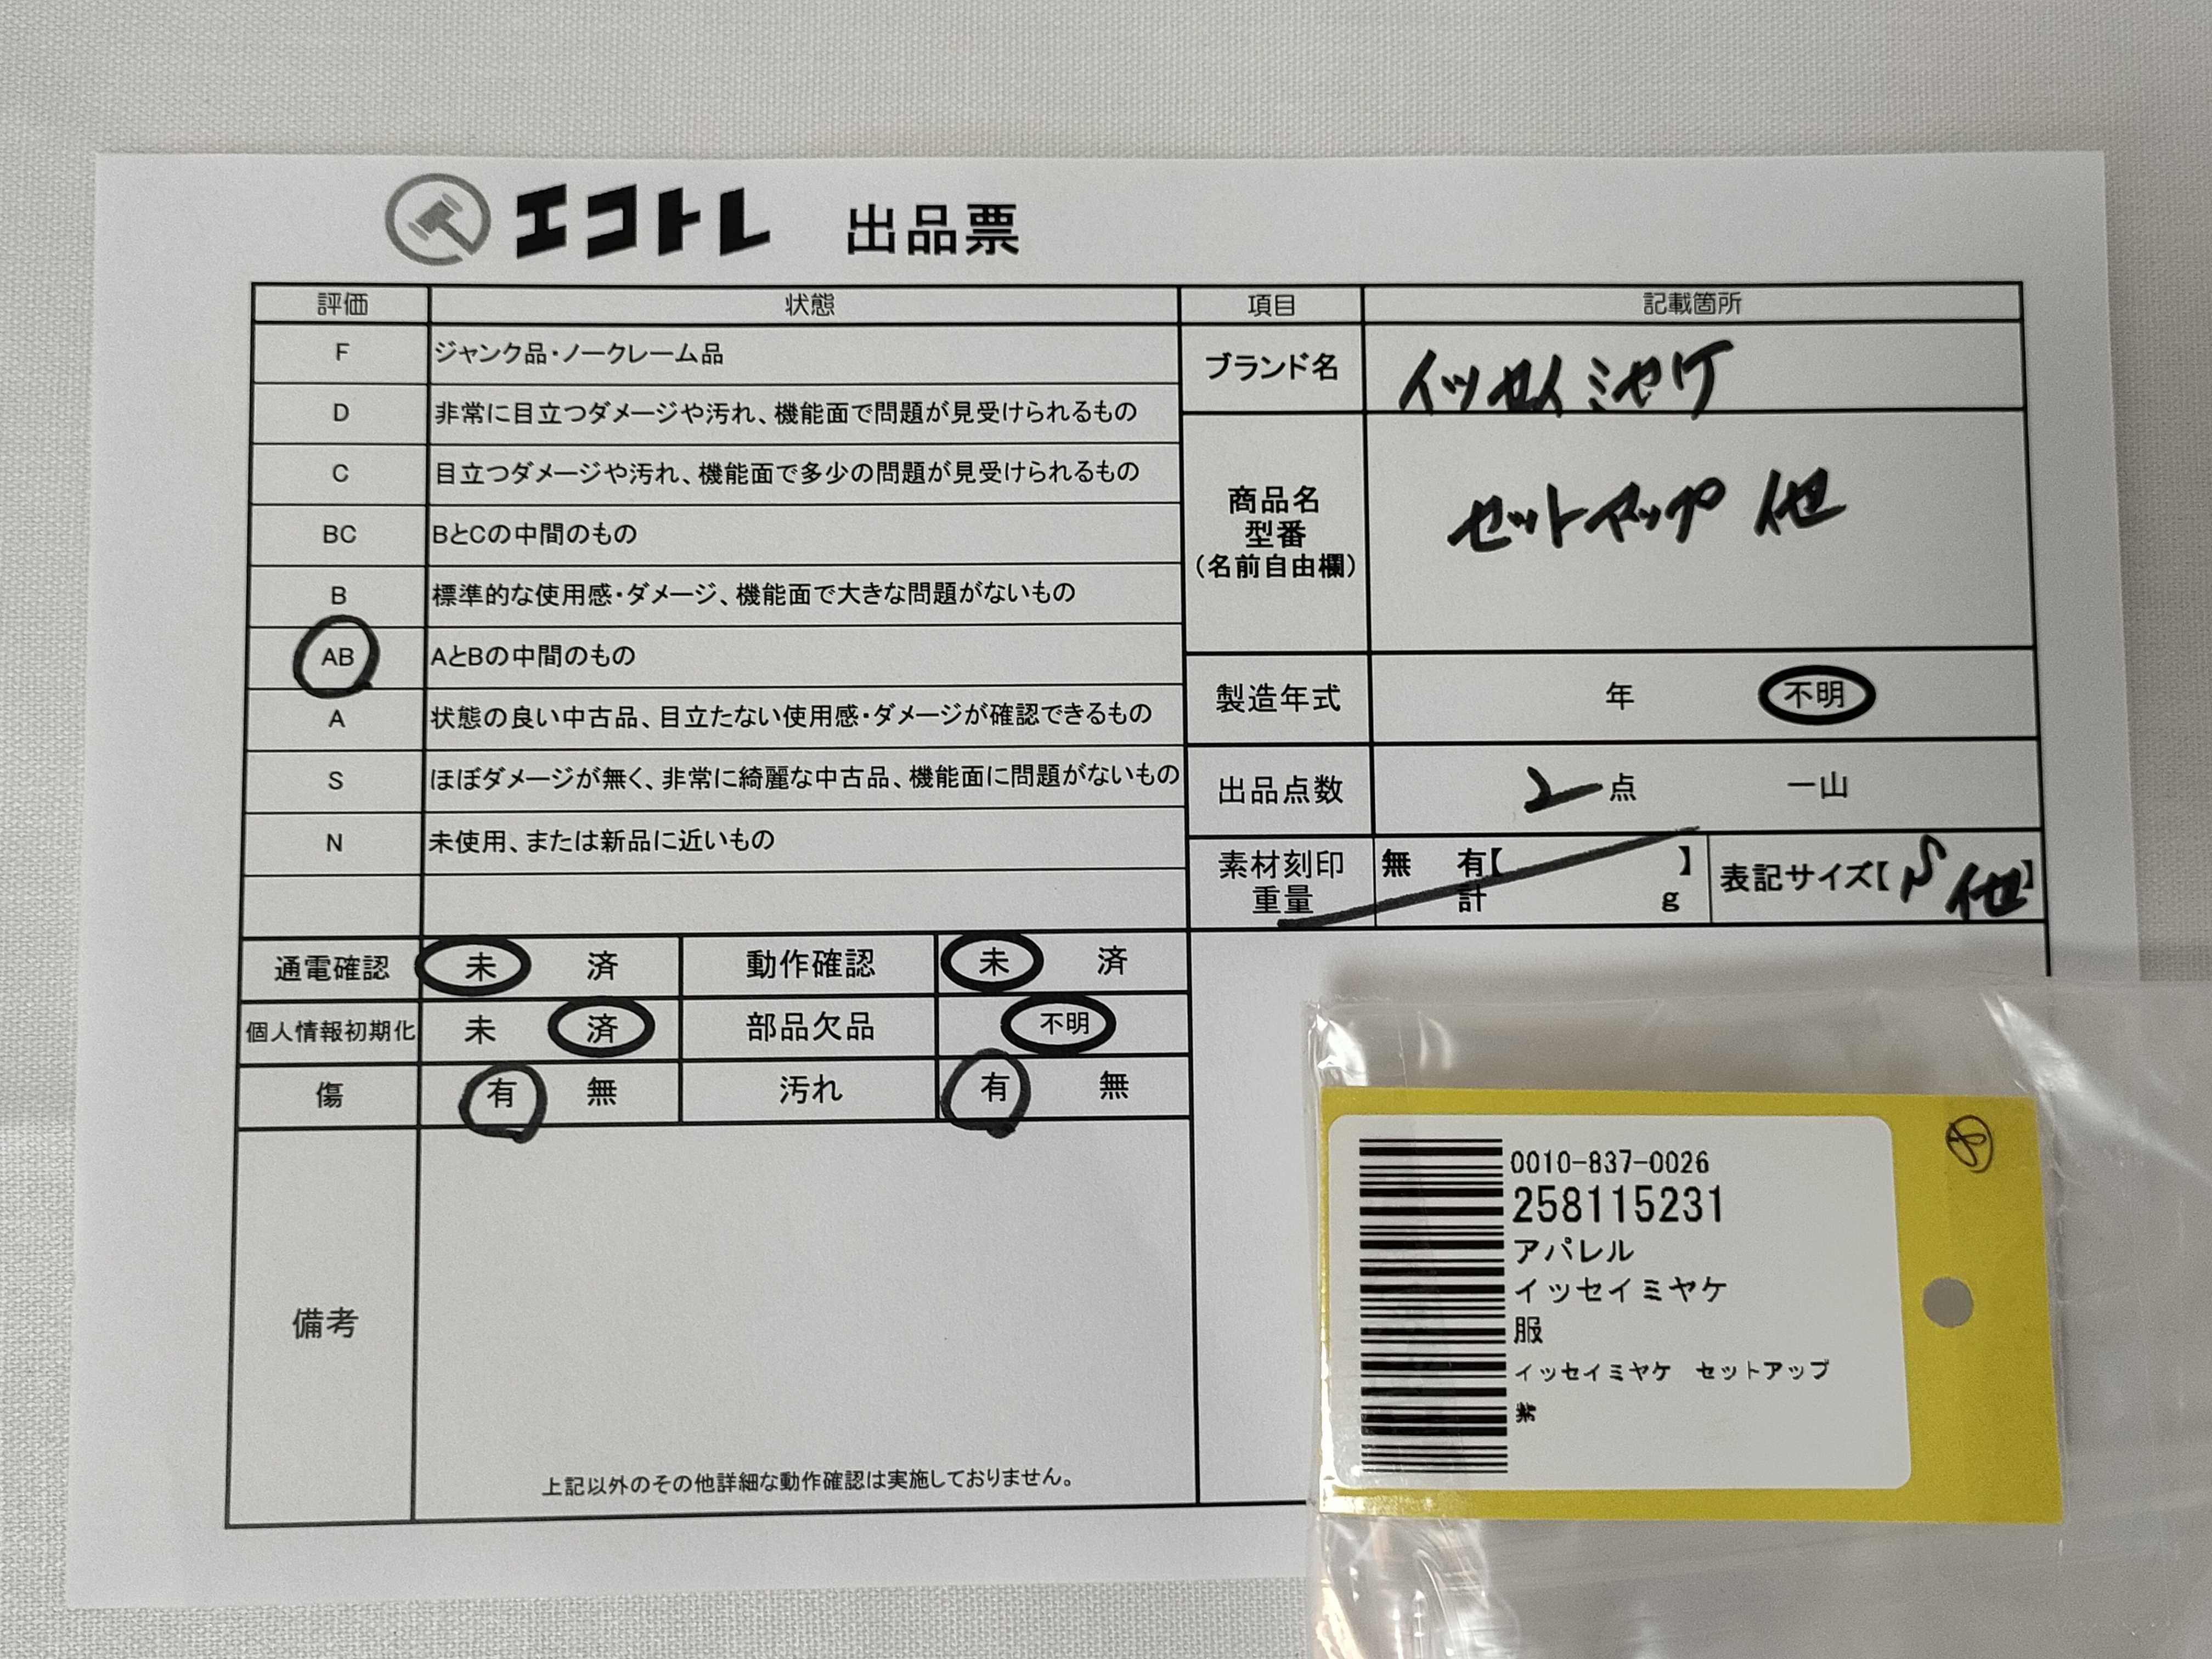 エコトレ 出品票
評価 状態
F ジャンク品・ノークレーム品
D 非常に目立つダメージや汚れ、機能面で問題が見受けられるもの
C 目立つダメージや汚れ、機能面で多少の問題が見受けられるもの
BC BとCの中間のもの
B 標準的な使用感・ダメージ、機能面で大きな問題がないもの
AB AとBの中間のもの
A 状態の良い中古品、目立たない使用感・ダメージが確認できるもの
S ほぼダメージが無く、非常に綺麗な中古品、機能面に問題がないもの
N 未使用、または新品に近いもの
項目 記載箇所
ブランド名 イッセイミヤケ
商品名
型番
(名前自由欄)
セットアップ 他
製造年式 年 不明
出品点数 2点 一山
素材刻印 無 有【 】
重量 計 g
表記サイズ【S 他】
通電確認 未 済 動作確認 未 済
個人情報初期化 未 済 部品欠品 不明
傷 有 無 汚れ 有 無
備考
上記以外のその他詳細な動作確認は実施しておりません。
0010-837-0026
258115231
アパレル
イッセイミヤケ
服
イッセイミヤケ セットアップ
紫